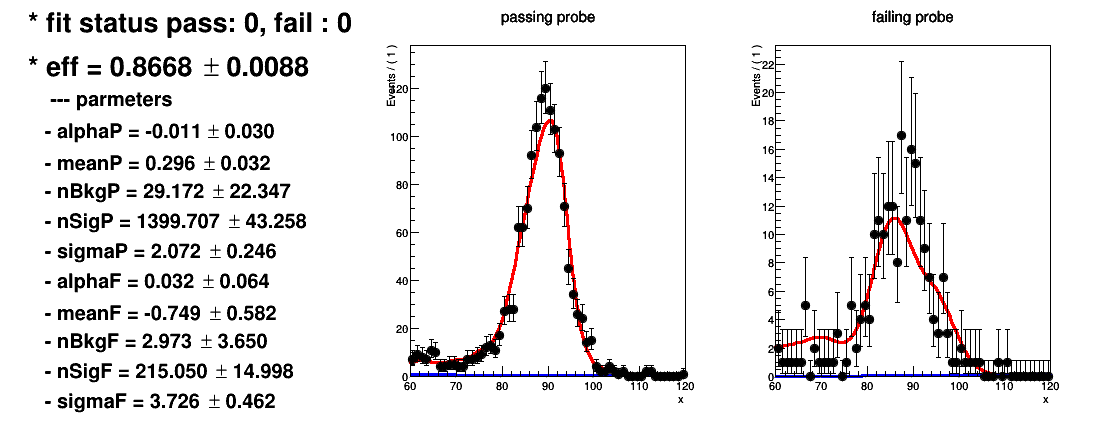 * fit status pass: 0, fail : 0
* eff = 0.8668 ± 0.0088
--- parmeters
- alphaP = -0.011 ± 0.030
- meanP = 0.296 ± 0.032
- nBkgP = 29.172 ± 22.347
- nSigP = 1399.707 ± 43.258
- sigmaP = 2.072 ± 0.246
- alphaF = 0.032 ± 0.064
- meanF = -0.749 ± 0.582
- nBkgF = 2.973 ± 3.650
- nSigF = 215.050 ± 14.998
- sigmaF = 3.726 ± 0.462
passing probe
Events / ( 1 )
120
100
80
60
40
20
0
60 70 80 90 100 110 120
x
failing probe
Events / ( 1 )
22
20
18
16
14
12
10
8
6
4
2
0
60 70 80 90 100 110 120
x